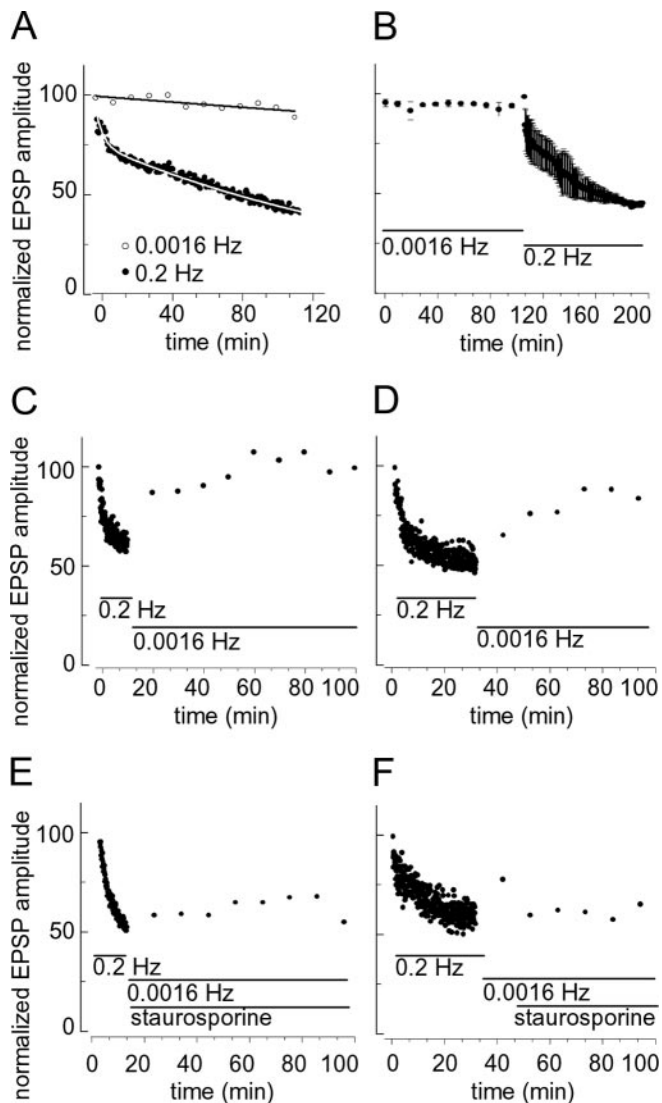 A
B
normalized EPSP amplitude
100
50
0
0.0016 Hz
0.2 Hz
0 40 80 120
time (min)
0.0016 Hz
0.2 Hz
0 40 80 120 160 200
time (min)
C
D
normalized EPSP amplitude
100
50
0
0.2 Hz
0.0016 Hz
0 20 40 60 80 100
time (min)
0.2 Hz
0.0016 Hz
0 20 40 60 80 100
time (min)
E
F
normalized EPSP amplitude
100
50
0
0.2 Hz
0.0016 Hz
staurosporine
0 20 40 60 80 100
time (min)
0.2 Hz
0.0016 Hz
staurosporine
0 20 40 60 80 100
time (min)